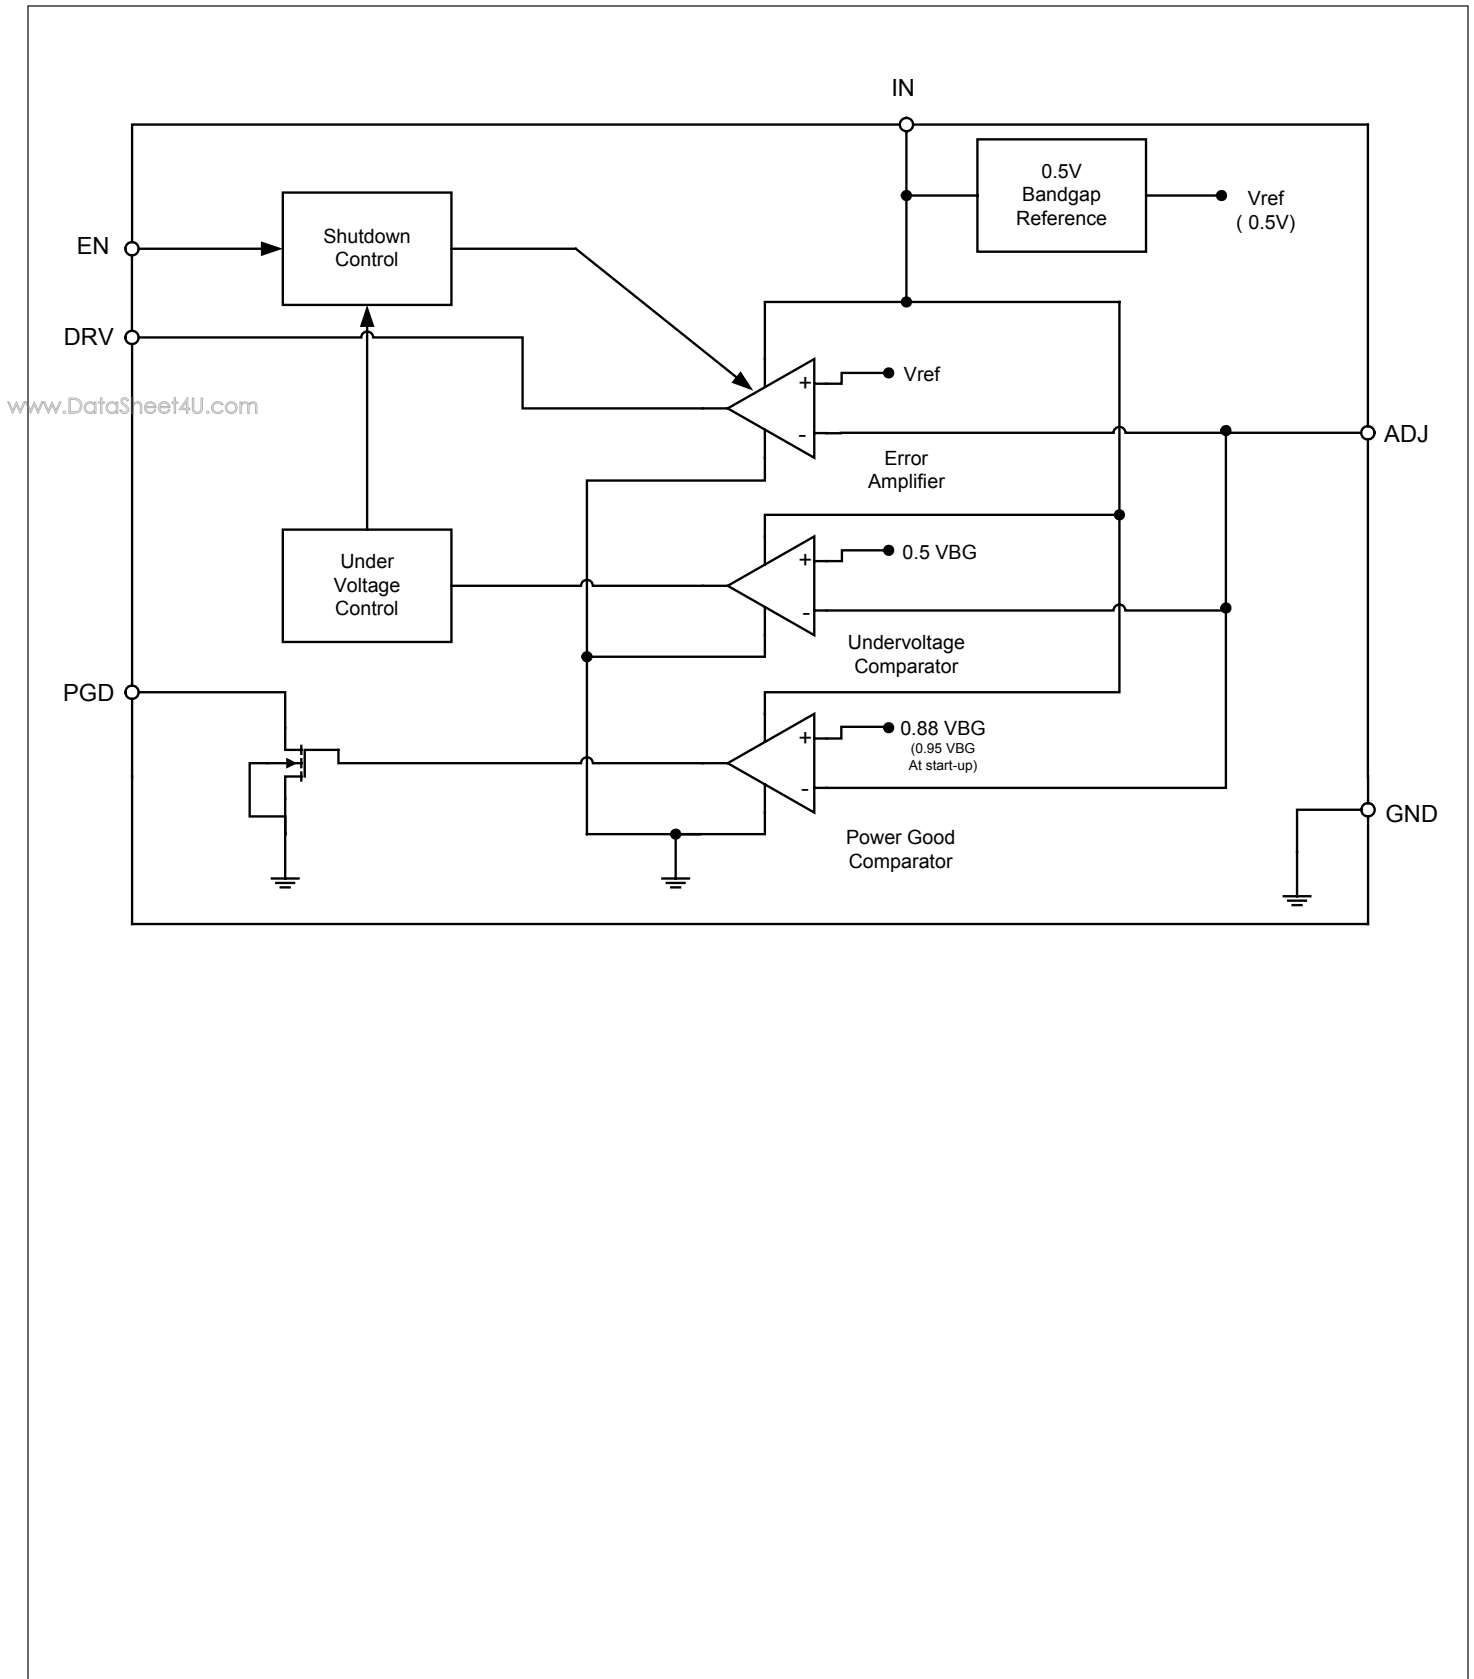 IN
0.5V
Bandgap
Reference
Vref
( 0.5V)
EN
Shutdown
Control
DRV
+
Vref
www.DataSheet4U.com
-
ADJ
Error
Amplifier
Under
Voltage
Control
+
0.5 VBG
-
Undervoltage
Comparator
PGD
+
0.88 VBG
(0.95 VBG
At start-up)
-
GND
Power Good
Comparator